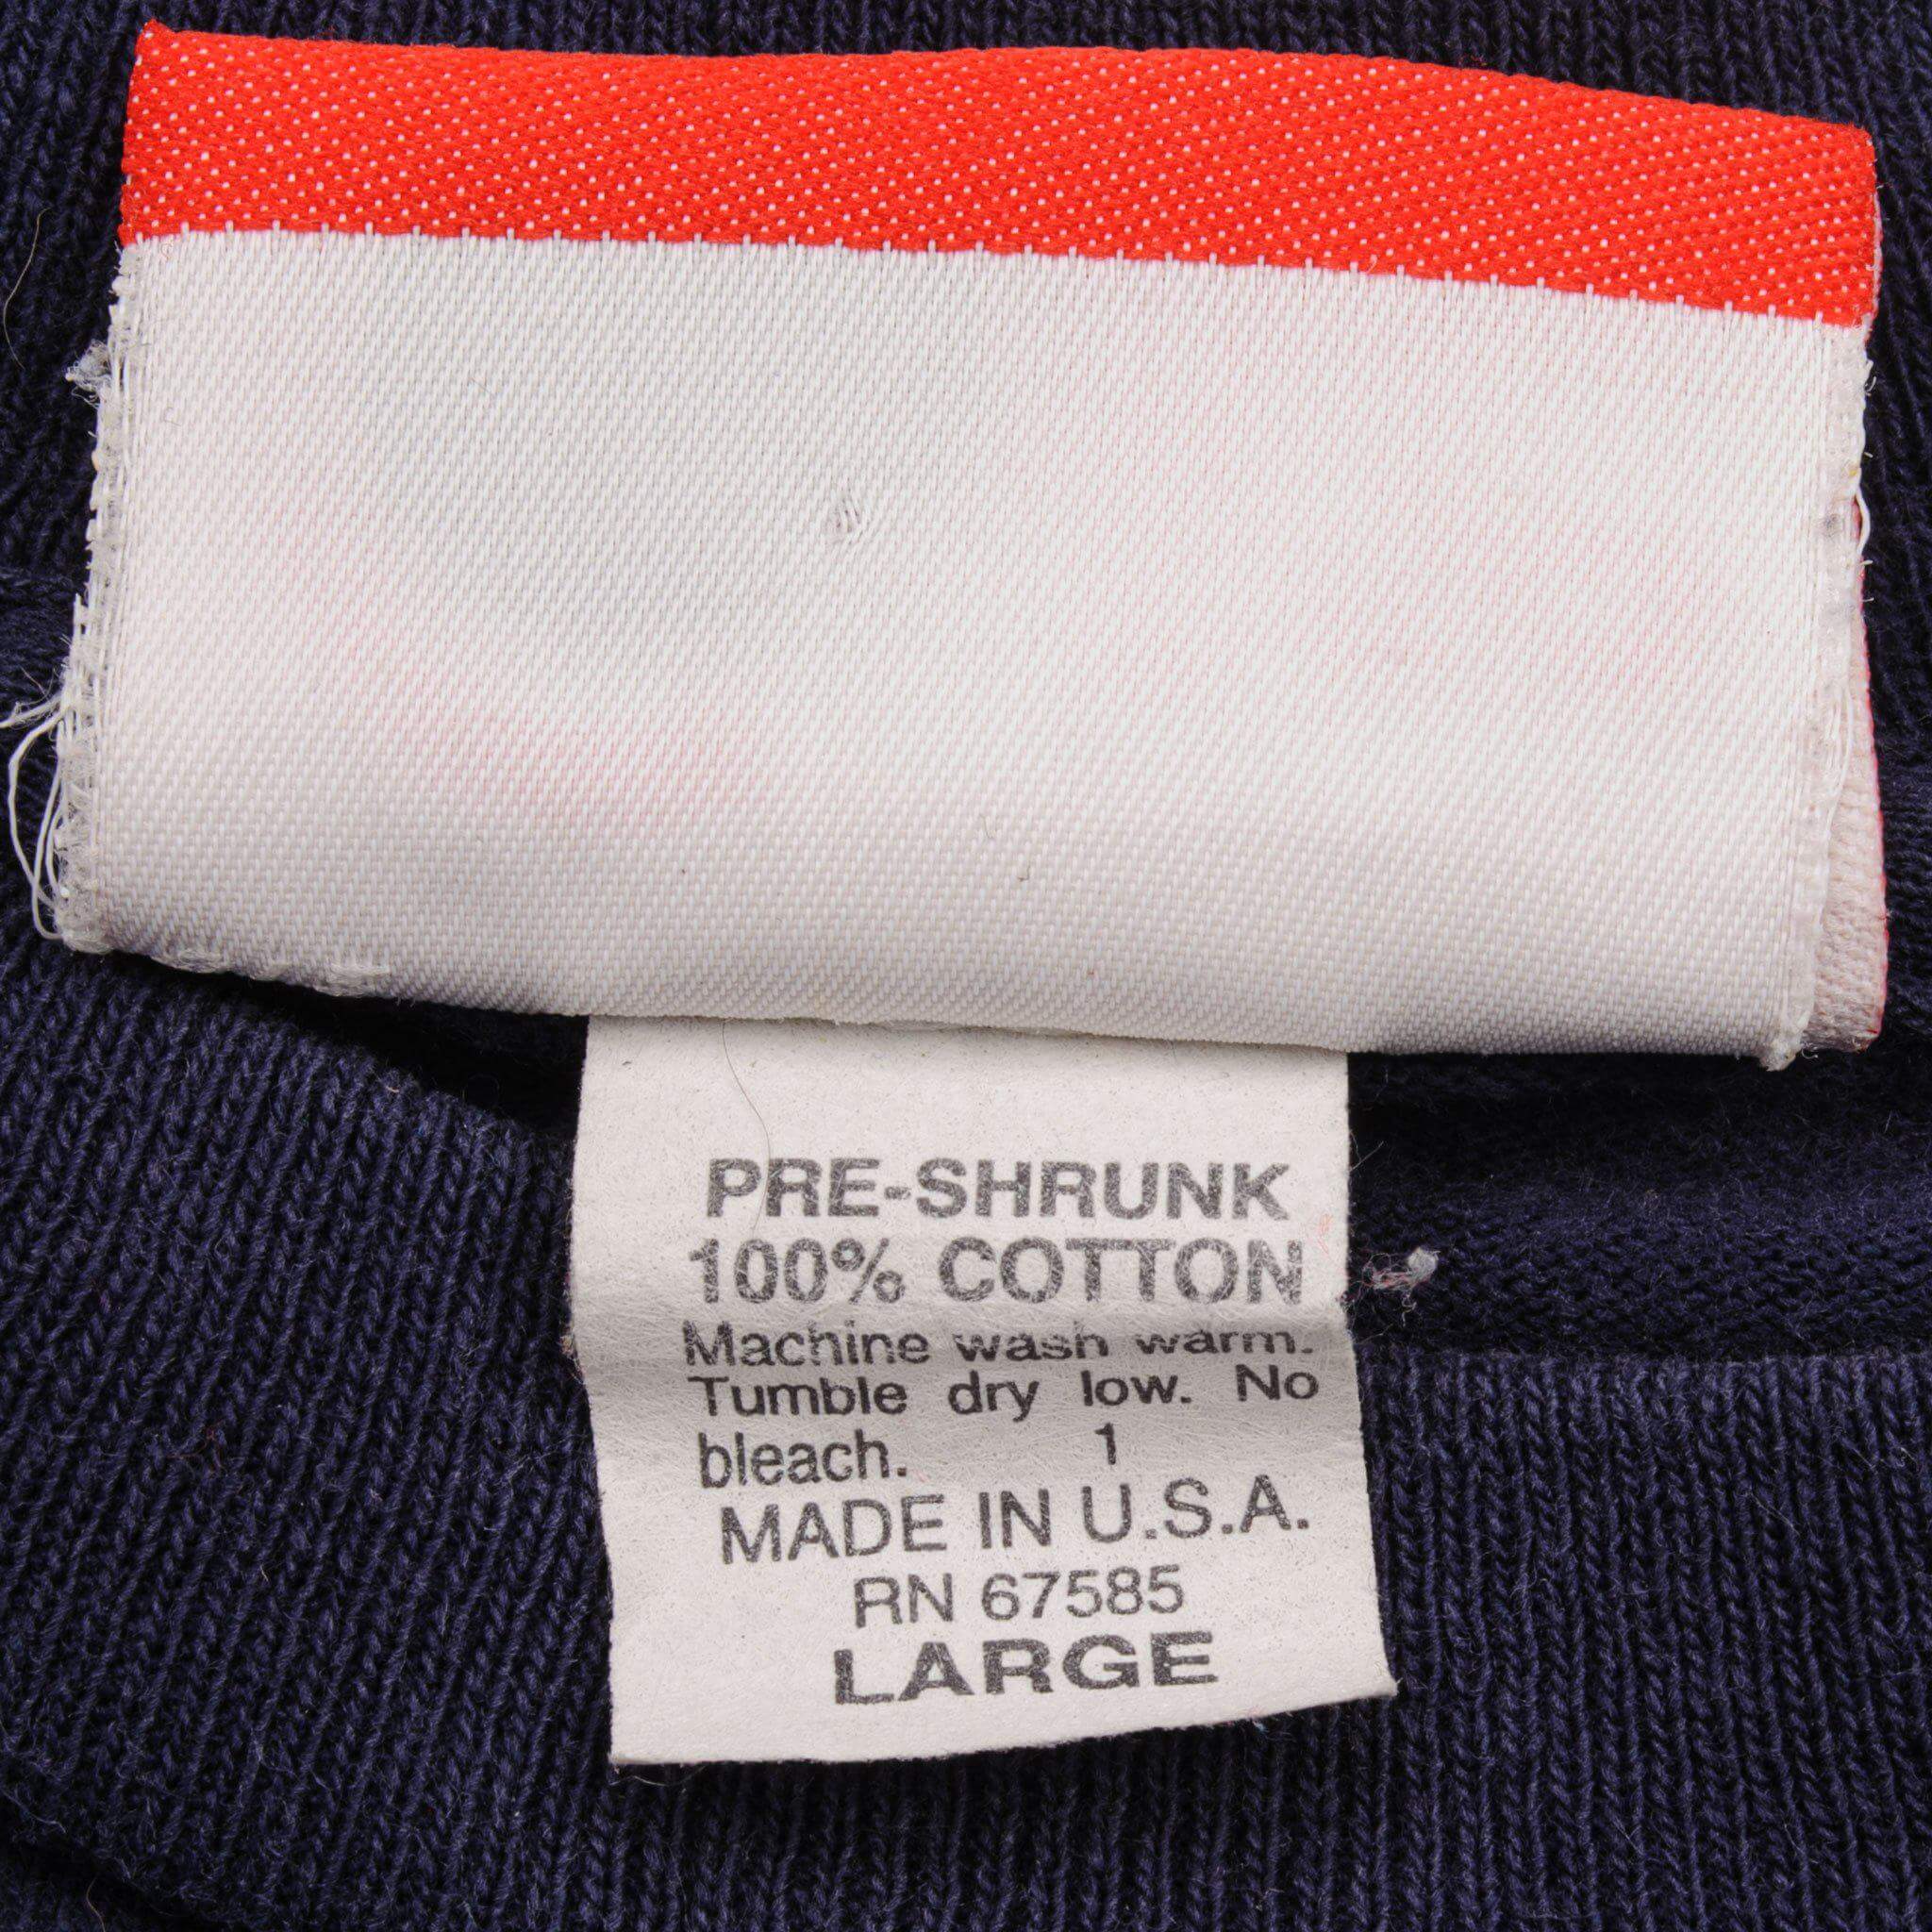 PRE-SHRUNK
100% COTTON
Machine wash warm.
Tumble dry low. No
bleach. 1
MADE IN U.S.A.
RN 67585
LARGE